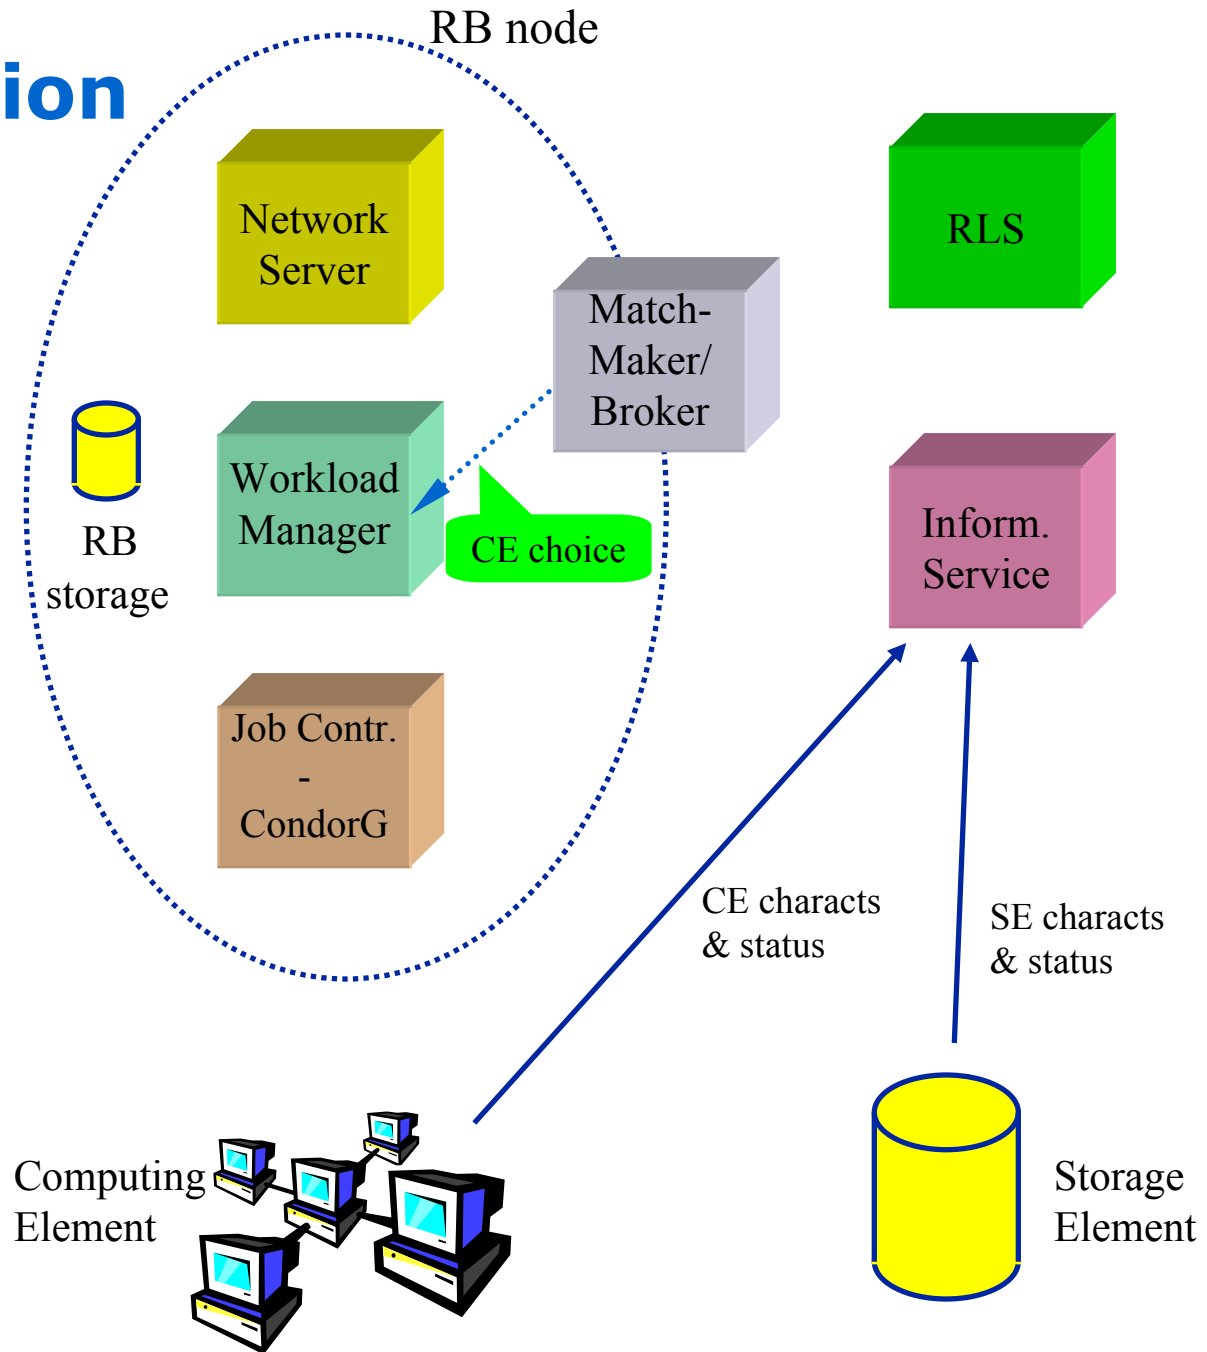 RB node
ion
Network
Server
RLS
Match-
Maker/
Broker
Workload
Manager
CE choice
RB
storage
Inform.
Service
Job Contr.
-
CondorG
CE characts
& status
SE characts
& status
Computing
Element
Storage
Element